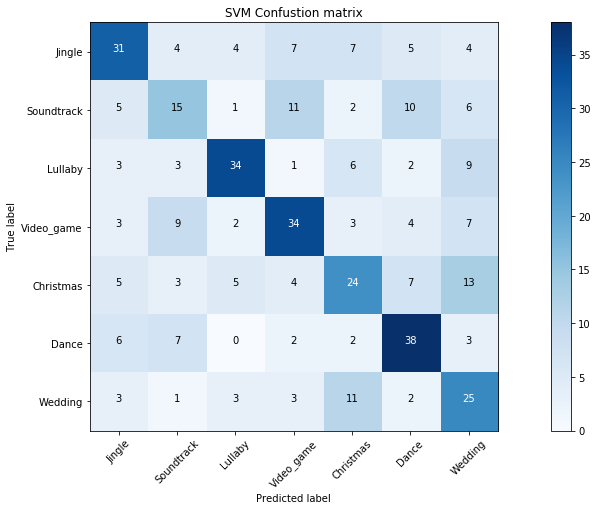 SVM Confustion matrix
Jingle 31 4 4 7 7 5 4
Soundtrack 5 15 1 11 2 10 6
Lullaby 3 3 34 1 6 2 9
Video_game 3 9 2 34 3 4 7
Christmas 5 3 5 4 24 7 13
Dance 6 7 0 2 2 38 3
Wedding 3 1 3 3 11 2 25
True label
Jingle Soundtrack Lullaby Video_game Christmas Dance Wedding
Predicted label
35
30
25
20
15
10
5
0